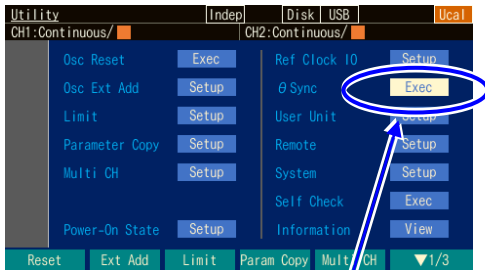 Utility Indep Disk USB Ucal
CH1:Continuous/ CH2:Continuous/
Osc Reset Exec Ref Clock IO Setup
Osc Ext Add Setup θSync Exec
Limit Setup User Unit Setup
Parameter Copy Setup Remote Setup
Multi CH Setup System Setup
Self Check Exec
Power-On State Setup Information View
Reset Ext Add Limit Param Copy Multi CH ▼1/3